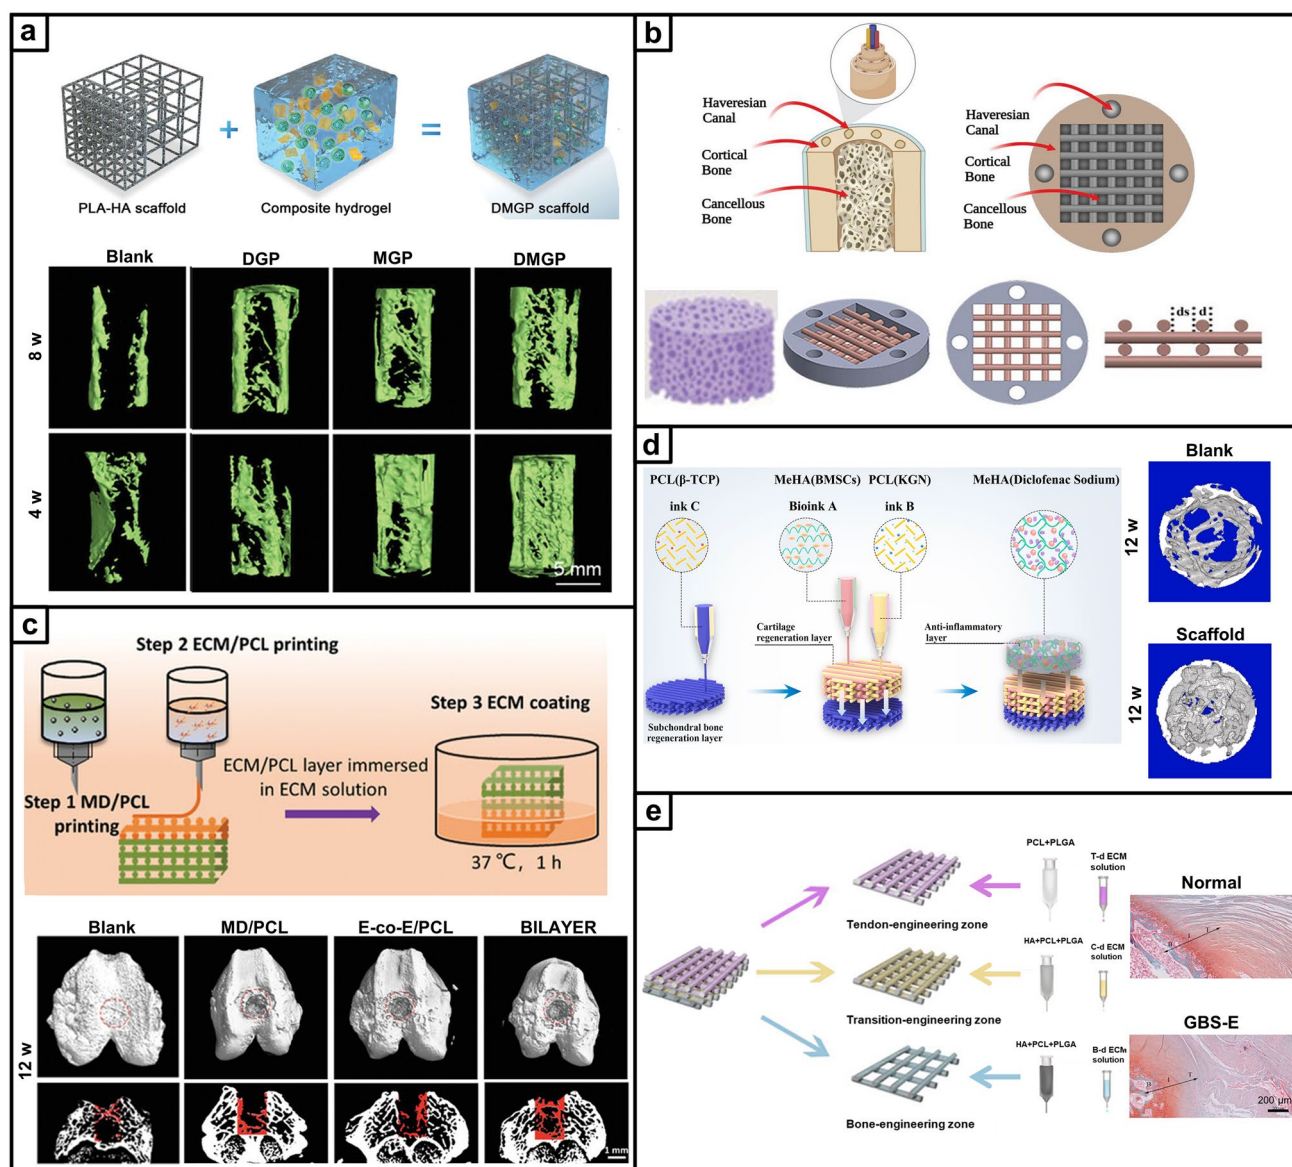 a
PLA-HA scaffold
+
Composite hydrogel
=
DMGP scaffold
Blank
DGP
MGP
DMGP
8 w
4 w
5 mm
b
Haveresian
Canal
Cortical
Bone
Cancellous
Bone
Haveresian
Canal
Cortical
Bone
Cancellous
Bone
ds
d
c
Step 2 ECM/PCL printing
Step 3 ECM coating
ECM/PCL layer immersed
in ECM solution
Step 1 MD/PCL
printing
37 ℃, 1 h
Blank
MD/PCL
E-co-E/PCL
BILAYER
12 w
1 mm
d
PCL(β-TCP)
ink C
MeHA(BMSCs)
Bioink A
PCL(KGN)
ink B
MeHA(Diclofenac Sodium)
Cartilage
regeneration layer
Anti-inflammatory
layer
Subchondral bone
regeneration layer
Blank
12 w
Scaffold
12 w
e
Tendon-engineering zone
Transition-engineering zone
Bone-engineering zone
PCL+PLGA
T-d ECM
solution
HA+PCL+PLGA
C-d ECM
solution
HA+PCL+PLGA
B-d ECM
solution
Normal
B I T
GBS-E
B I T
200 μm